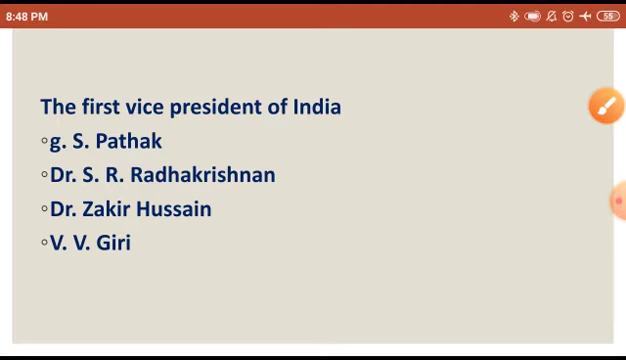 8:48 PM
55
The first vice president of India
◦g. S. Pathak
◦Dr. S. R. Radhakrishnan
◦Dr. Zakir Hussain
◦V. V. Giri